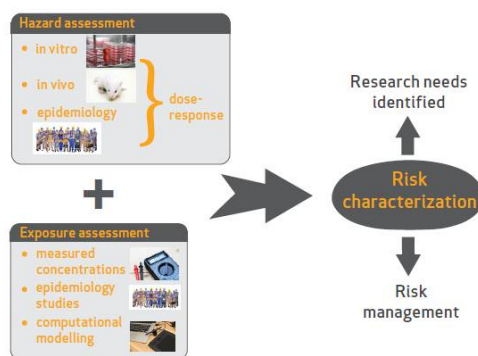 Hazard assessment
in vitro
in vivo
epidemiology
dose-
response
+
Exposure assessment
measured
concentrations
epidemiology
studies
computational
modelling
Research needs
identified
Risk
characterization
Risk
management